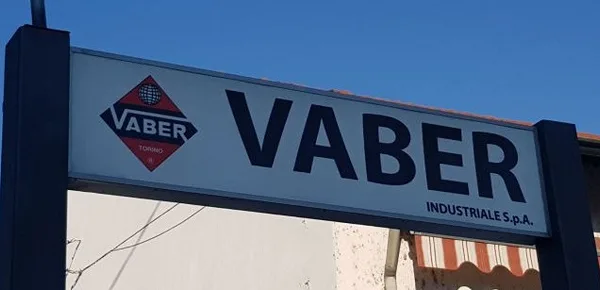 VABER
TORINO
®
VABER
INDUSTRIALE S.p.A.